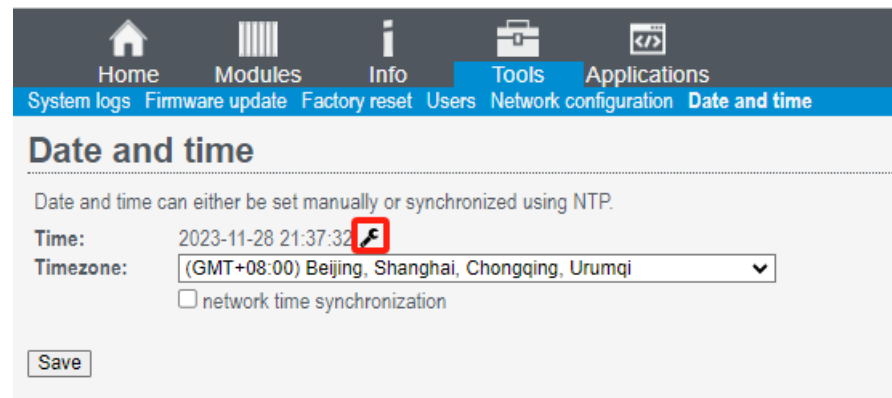 Home Modules Info Tools Applications
System logs Firmware update Factory reset Users Network configuration Date and time
Date and time
Date and time can either be set manually or synchronized using NTP.
Time: 2023-11-28 21:37:32
Timezone: (GMT+08:00) Beijing, Shanghai, Chongqing, Urumqi
network time synchronization
Save